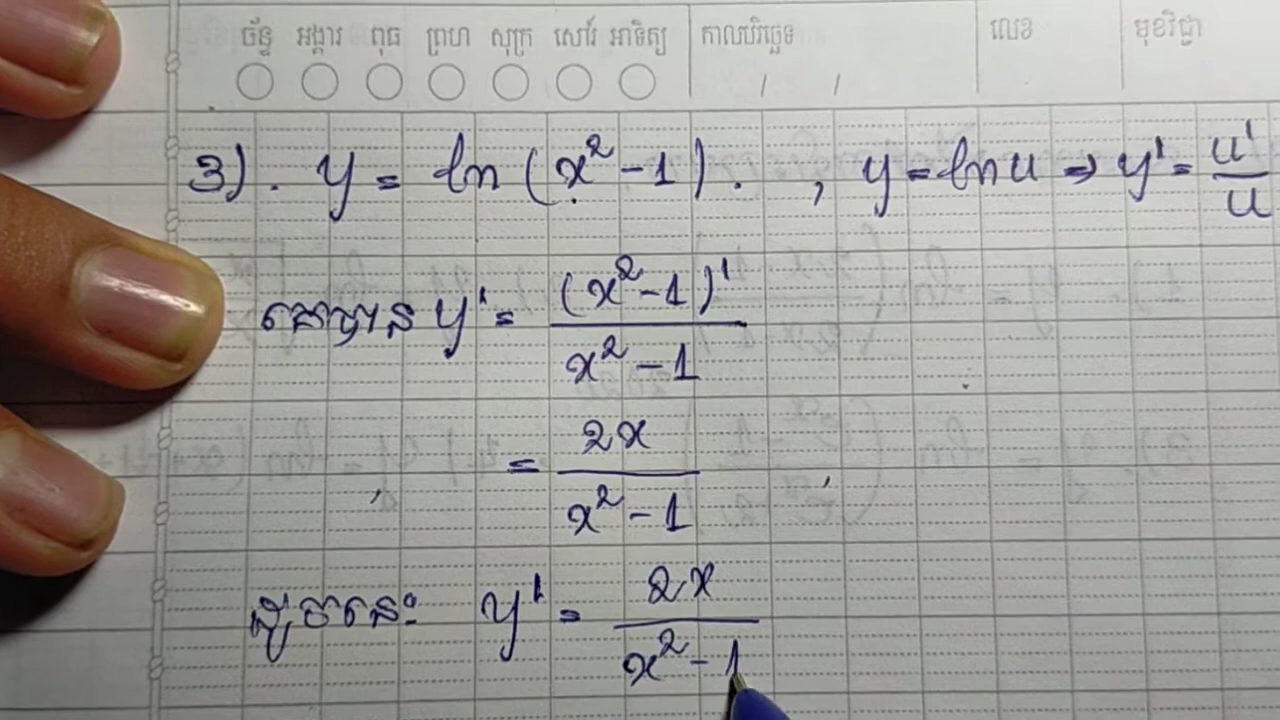 ច័ន្ទ អង្គារ ពុធ ព្រហ សុក្រ សៅរ៍ អាទិត្យ កាលបរិច្ឆេទ / / លេខ មុខវិជ្ជា
3). y = ln (x² - 1). , y = ln u ⇒ y' = u'/u
គេបាន y' = (x² - 1)' / x² - 1
= 2x / x² - 1 ,
ដូចនេះ y' = 2x / x² - 1